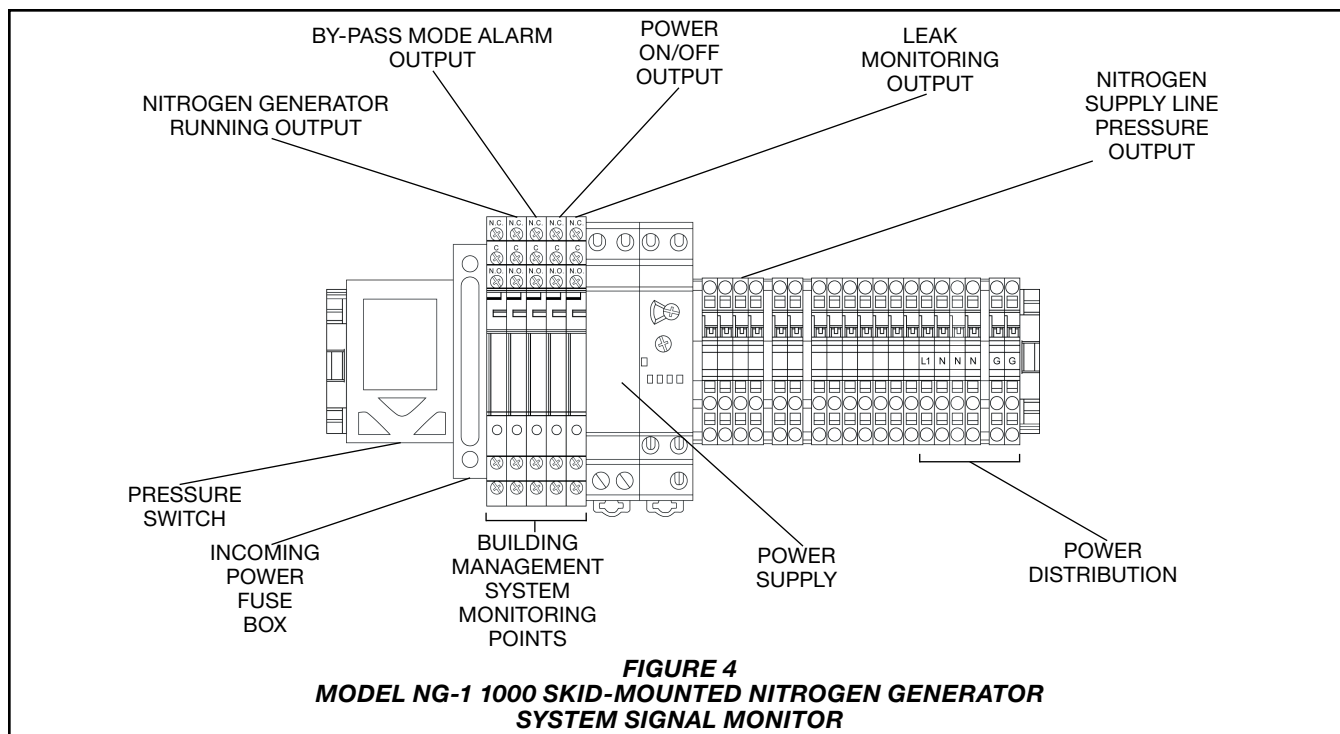 BY-PASS MODE ALARM
OUTPUT
POWER
ON/OFF
OUTPUT
LEAK
MONITORING
OUTPUT
NITROGEN GENERATOR
RUNNING OUTPUT
NITROGEN
SUPPLY LINE
PRESSURE
OUTPUT
N.C. N.C. N.C. N.C. N.C.
C C C C C
N.O. N.O. N.O. N.O. N.O.
L1 N N N G G
PRESSURE
SWITCH
INCOMING
POWER
FUSE
BOX
BUILDING
MANAGEMENT
SYSTEM
MONITORING
POINTS
POWER
SUPPLY
POWER
DISTRIBUTION
FIGURE 4
MODEL NG-1 1000 SKID-MOUNTED NITROGEN GENERATOR
SYSTEM SIGNAL MONITOR